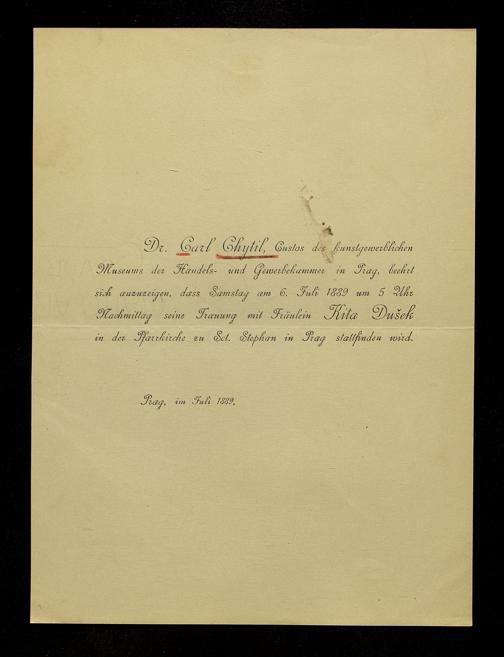 Dr. Carl Chytil, Custos des kunstgewerblichen
Museums der Handels- und Gewerbekammer in Prag, beehrt
sich anzuzeigen, dass Samstag am 6. Juli 1889 um 5 Uhr
Nachmittag seine Trauung mit Fräulein Kita Dušek
in der Pfarrkirche zu Sct. Stephan in Prag stattfinden wird.
Prag, im Juli 1889.